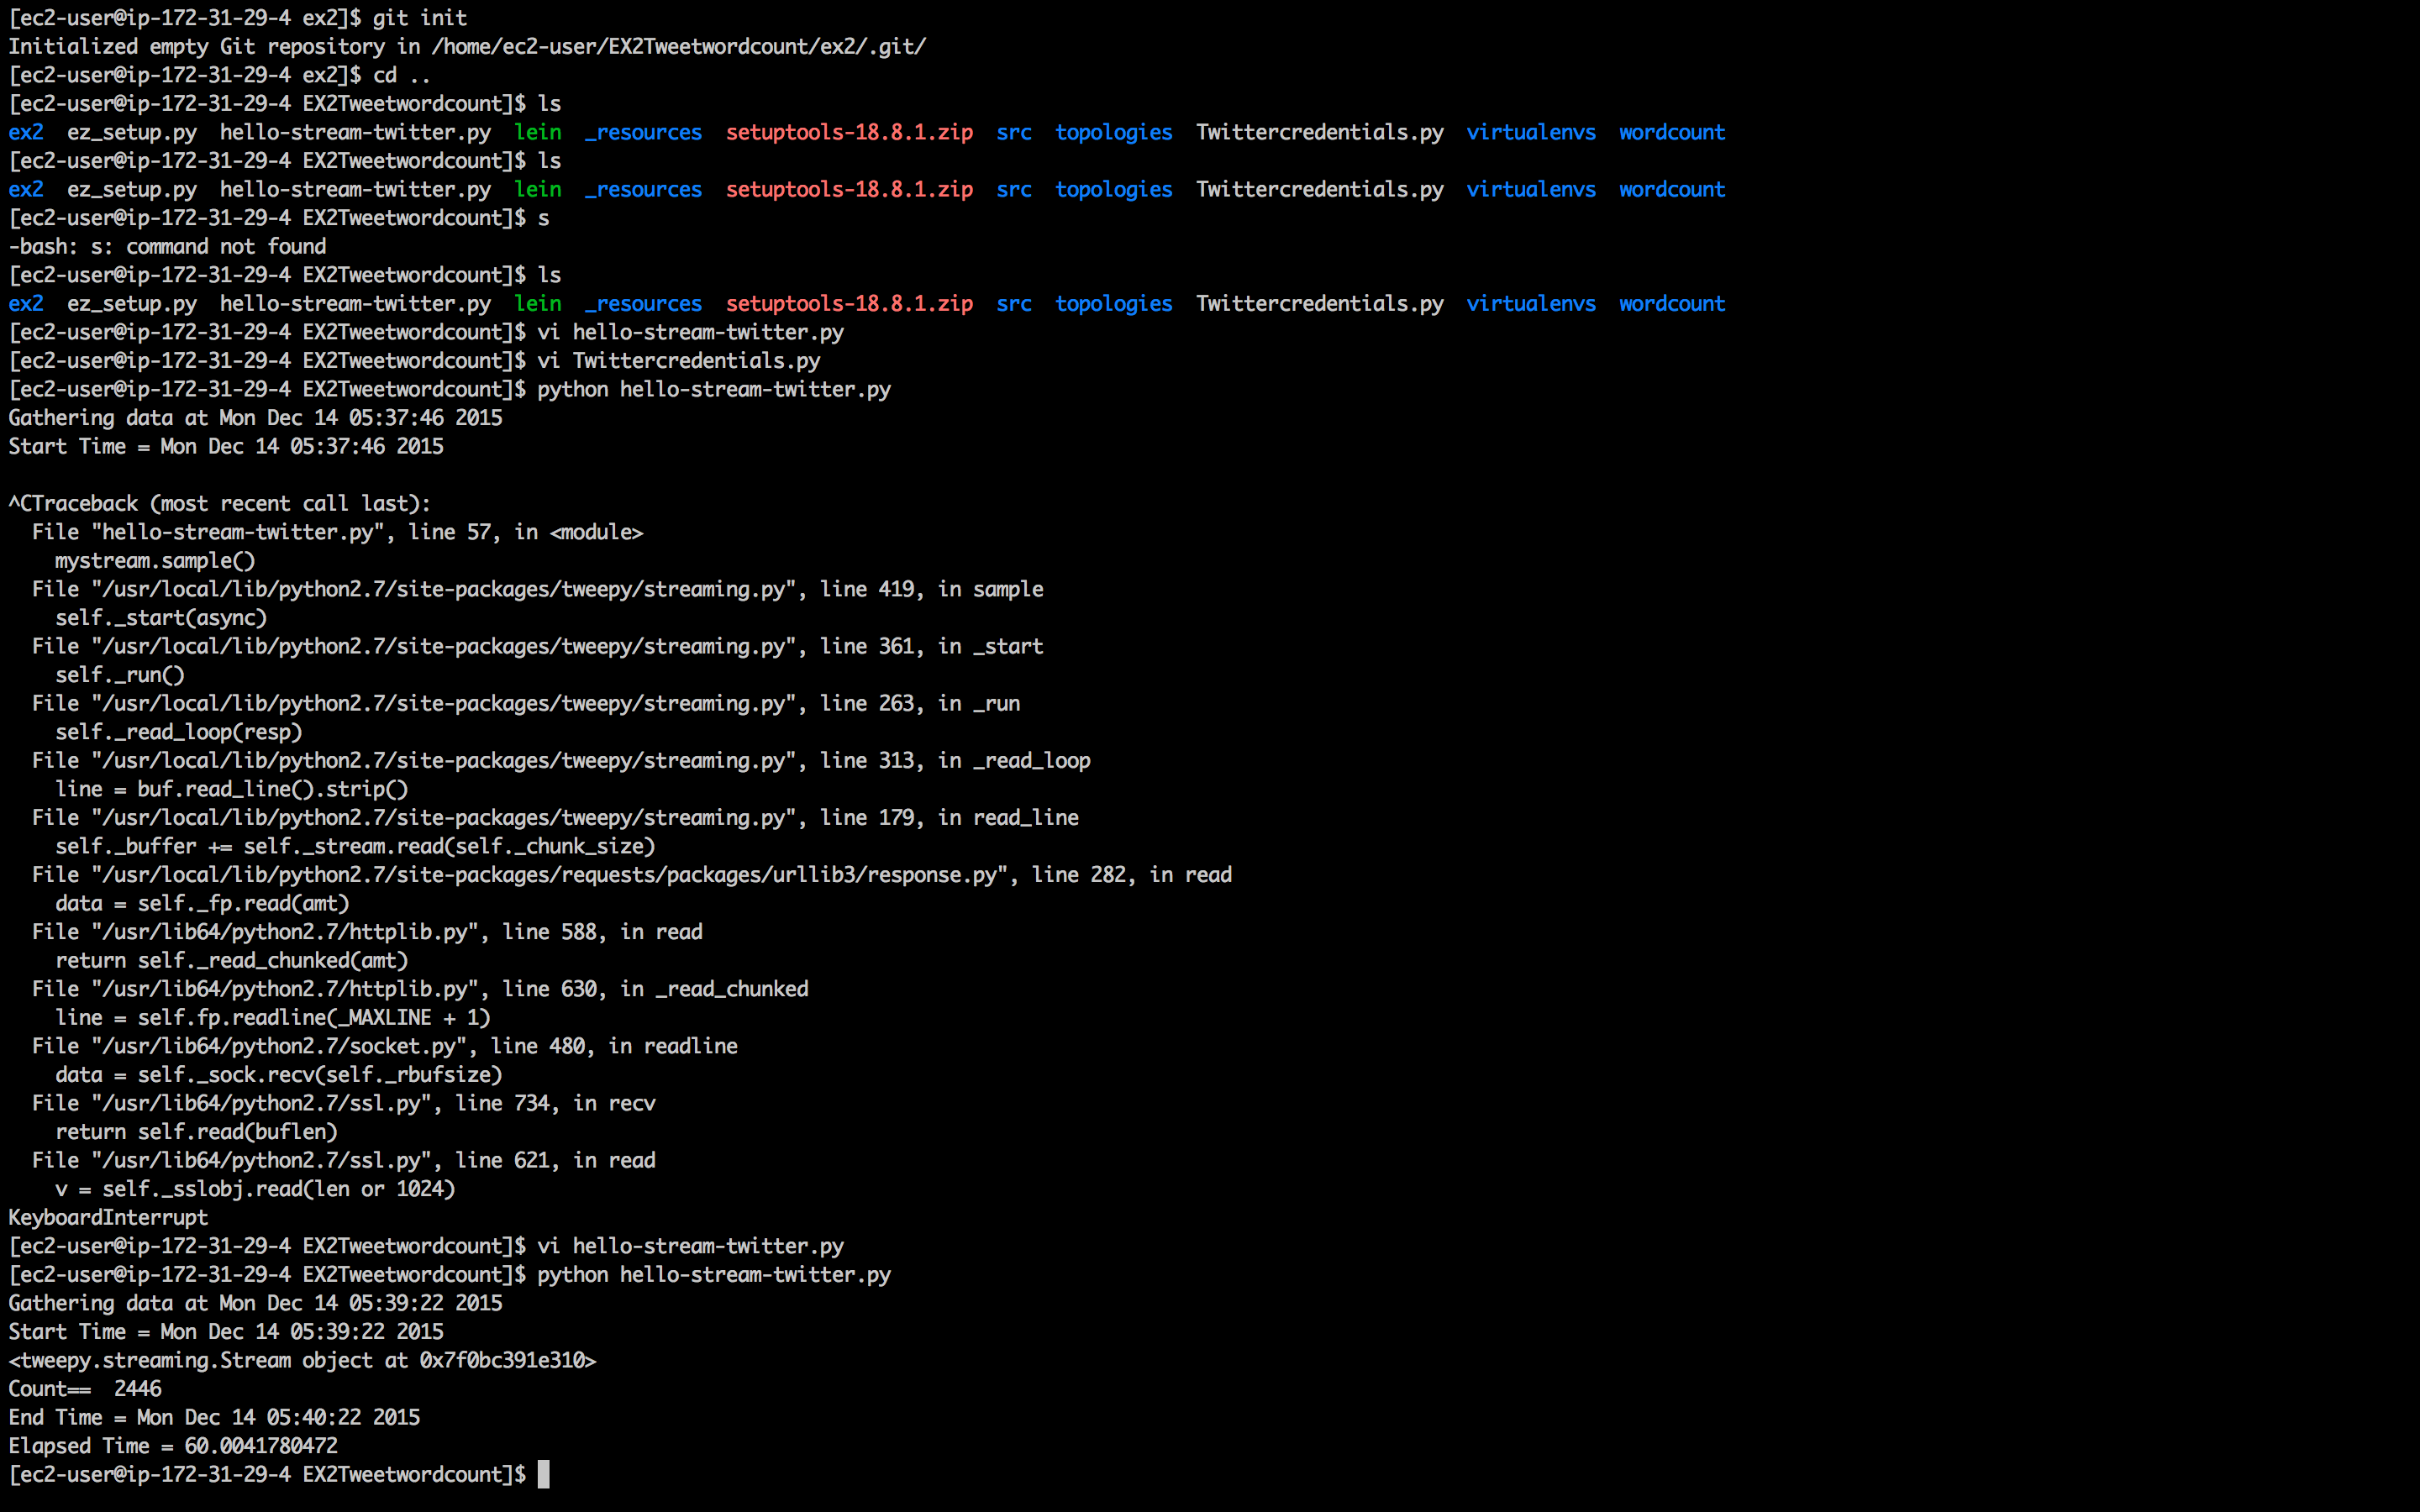 [ec2-user@ip-172-31-29-4 ex2]$ git init
Initialized empty Git repository in /home/ec2-user/EX2Tweetwordcount/ex2/.git/
[ec2-user@ip-172-31-29-4 ex2]$ cd ..
[ec2-user@ip-172-31-29-4 EX2Tweetwordcount]$ ls
ex2  ez_setup.py  hello-stream-twitter.py  lein  _resources  setuptools-18.8.1.zip  src  topologies  Twittercredentials.py  virtualenvs  wordcount
[ec2-user@ip-172-31-29-4 EX2Tweetwordcount]$ ls
ex2  ez_setup.py  hello-stream-twitter.py  lein  _resources  setuptools-18.8.1.zip  src  topologies  Twittercredentials.py  virtualenvs  wordcount
[ec2-user@ip-172-31-29-4 EX2Tweetwordcount]$ s
-bash: s: command not found
[ec2-user@ip-172-31-29-4 EX2Tweetwordcount]$ ls
ex2  ez_setup.py  hello-stream-twitter.py  lein  _resources  setuptools-18.8.1.zip  src  topologies  Twittercredentials.py  virtualenvs  wordcount
[ec2-user@ip-172-31-29-4 EX2Tweetwordcount]$ vi hello-stream-twitter.py
[ec2-user@ip-172-31-29-4 EX2Tweetwordcount]$ vi Twittercredentials.py
[ec2-user@ip-172-31-29-4 EX2Tweetwordcount]$ python hello-stream-twitter.py
Gathering data at Mon Dec 14 05:37:46 2015
Start Time = Mon Dec 14 05:37:46 2015

^CTraceback (most recent call last):
  File "hello-stream-twitter.py", line 57, in <module>
    mystream.sample()
  File "/usr/local/lib/python2.7/site-packages/tweepy/streaming.py", line 419, in sample
    self._start(async)
  File "/usr/local/lib/python2.7/site-packages/tweepy/streaming.py", line 361, in _start
    self._run()
  File "/usr/local/lib/python2.7/site-packages/tweepy/streaming.py", line 263, in _run
    self._read_loop(resp)
  File "/usr/local/lib/python2.7/site-packages/tweepy/streaming.py", line 313, in _read_loop
    line = buf.read_line().strip()
  File "/usr/local/lib/python2.7/site-packages/tweepy/streaming.py", line 179, in read_line
    self._buffer += self._stream.read(self._chunk_size)
  File "/usr/local/lib/python2.7/site-packages/requests/packages/urllib3/response.py", line 282, in read
    data = self._fp.read(amt)
  File "/usr/lib64/python2.7/httplib.py", line 588, in read
    return self._read_chunked(amt)
  File "/usr/lib64/python2.7/httplib.py", line 630, in _read_chunked
    line = self.fp.readline(_MAXLINE + 1)
  File "/usr/lib64/python2.7/socket.py", line 480, in readline
    data = self._sock.recv(self._rbufsize)
  File "/usr/lib64/python2.7/ssl.py", line 734, in recv
    return self.read(buflen)
  File "/usr/lib64/python2.7/ssl.py", line 621, in read
    v = self._sslobj.read(len or 1024)
KeyboardInterrupt
[ec2-user@ip-172-31-29-4 EX2Tweetwordcount]$ vi hello-stream-twitter.py
[ec2-user@ip-172-31-29-4 EX2Tweetwordcount]$ python hello-stream-twitter.py
Gathering data at Mon Dec 14 05:39:22 2015
Start Time = Mon Dec 14 05:39:22 2015
<tweepy.streaming.Stream object at 0x7f0bc391e310>
Count==  2446
End Time = Mon Dec 14 05:40:22 2015
Elapsed Time = 60.0041780472
[ec2-user@ip-172-31-29-4 EX2Tweetwordcount]$